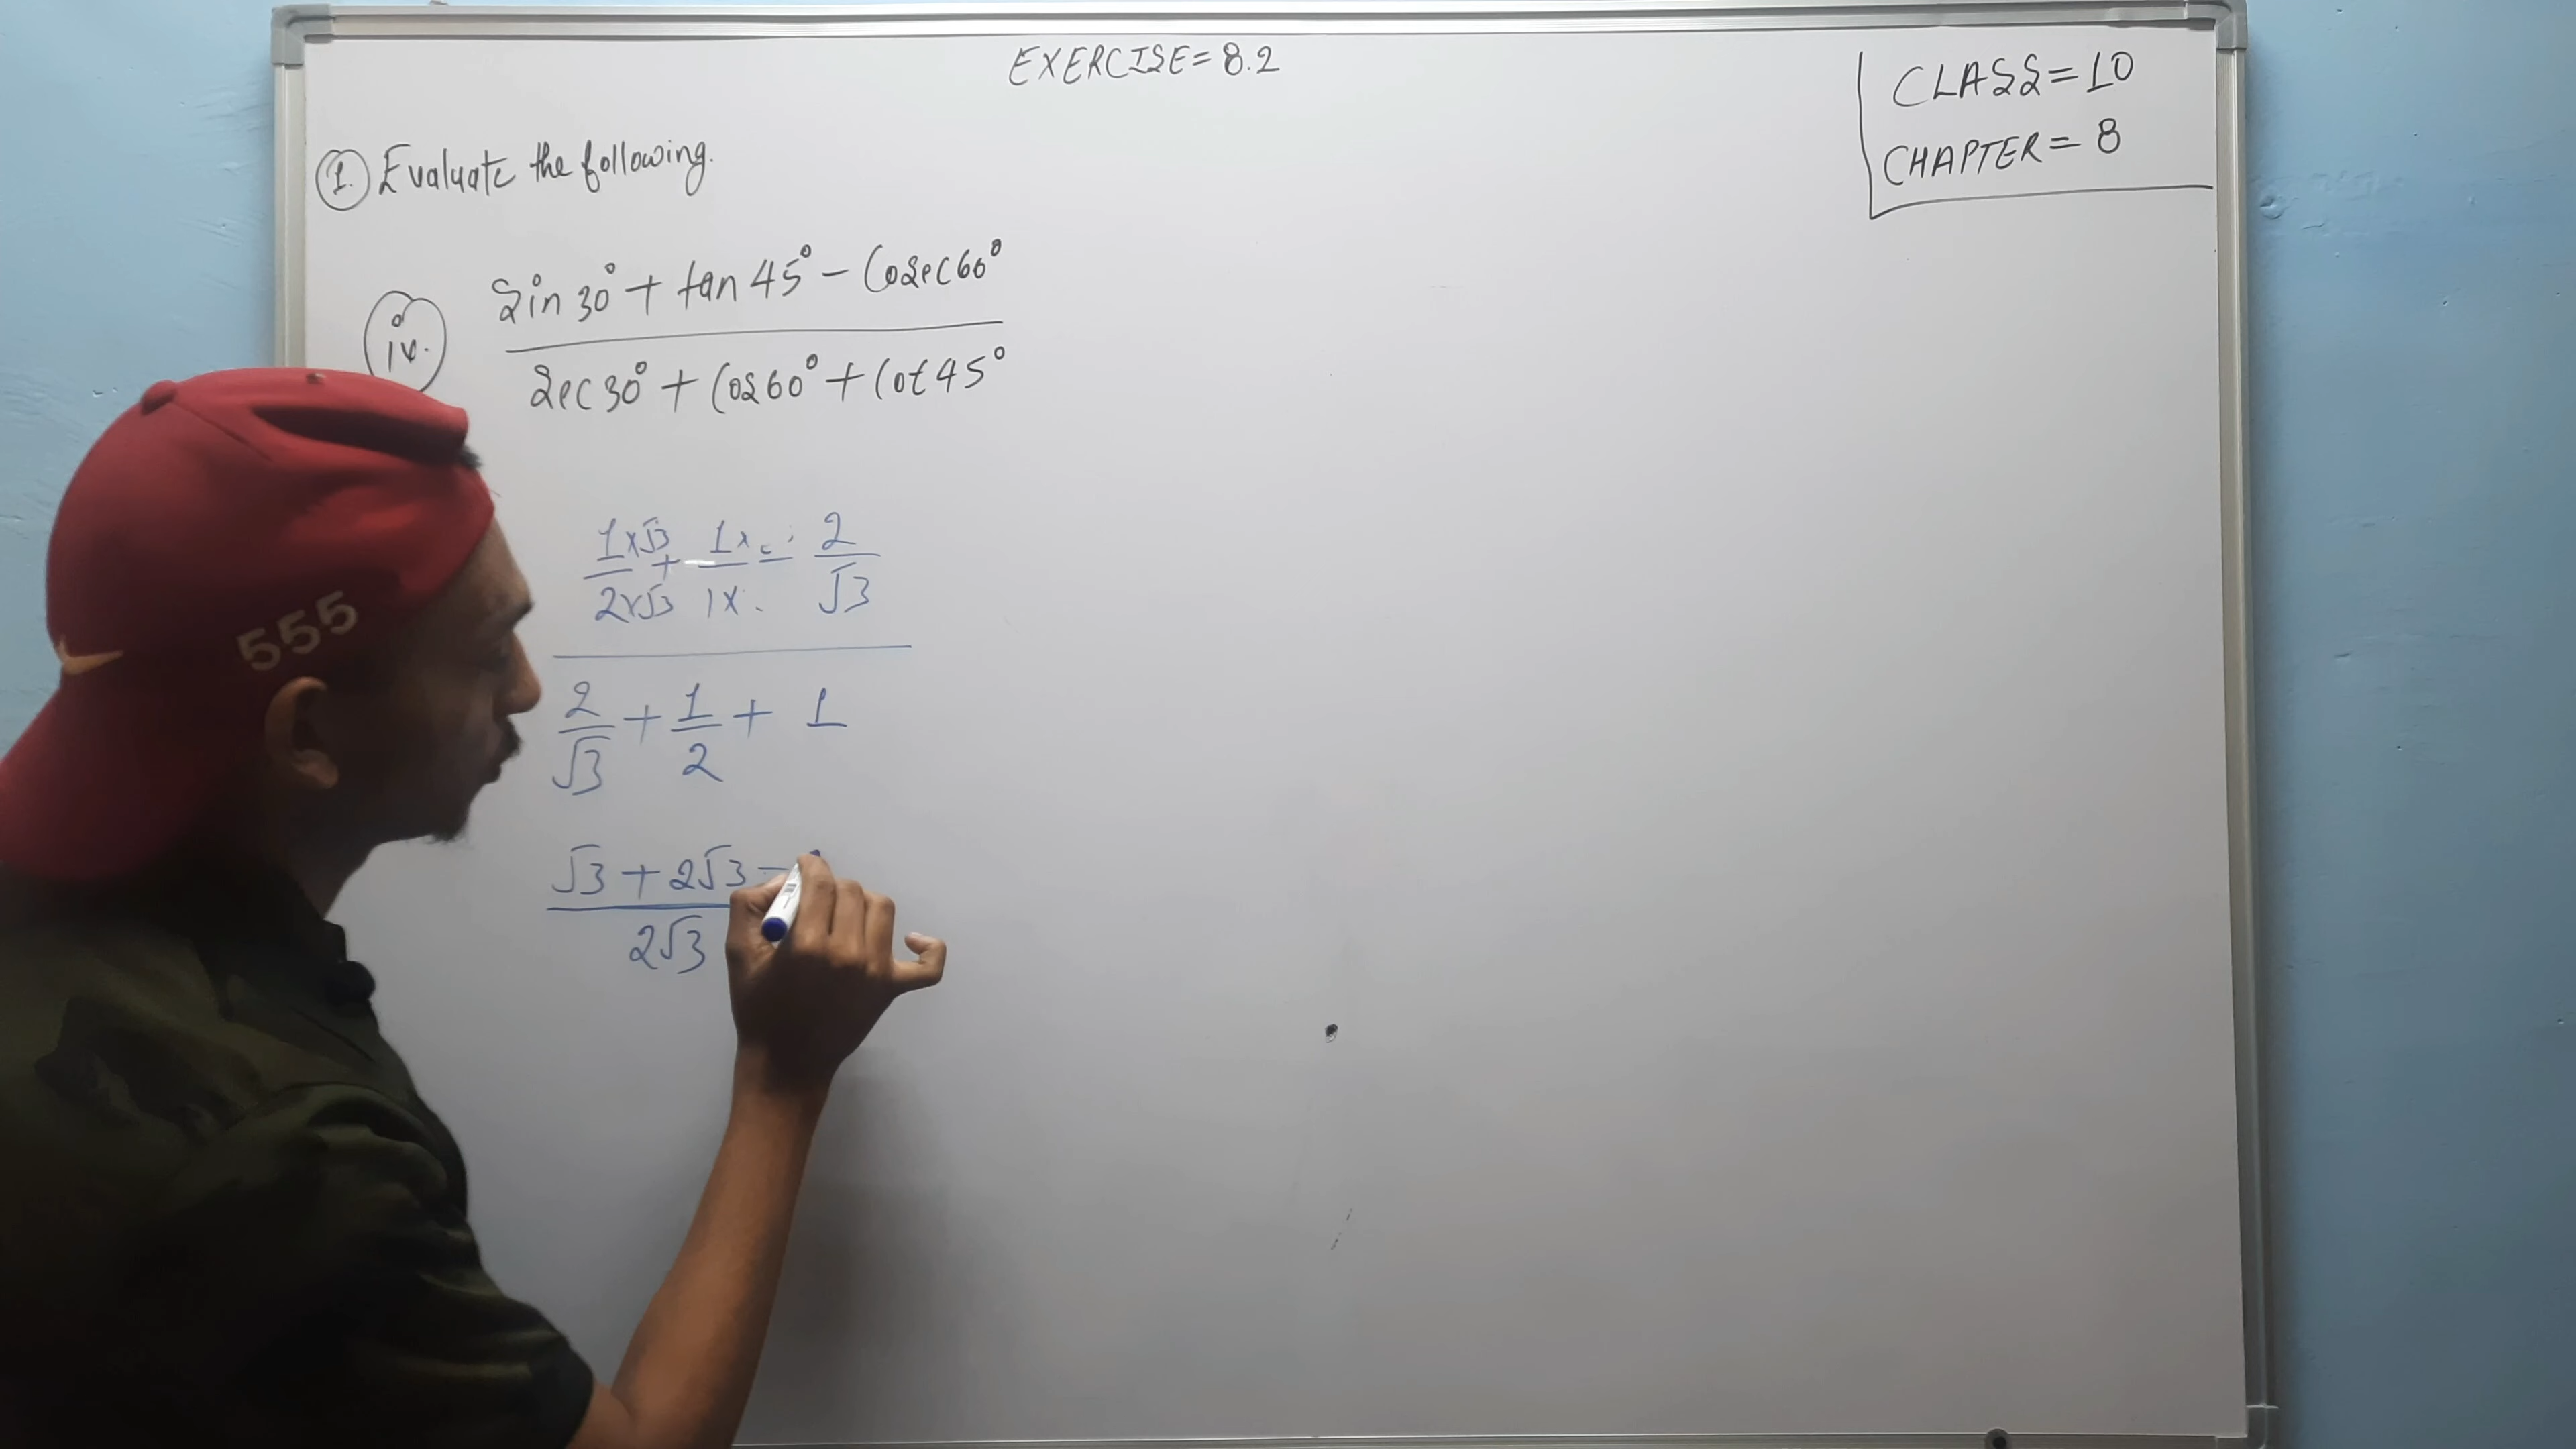 EXERCISE = 8.2
CLASS = 10
CHAPTER = 8
1. Evaluate the following.
iv. sin 30° + tan 45° - Cosec 60°
sec 30° + Cos 60° + Cot 45°
1×√3/2×√3 + 1×/1× - 2/√3
2/√3 + 1/2 + 1
√3 + 2√3 -
2√3
555